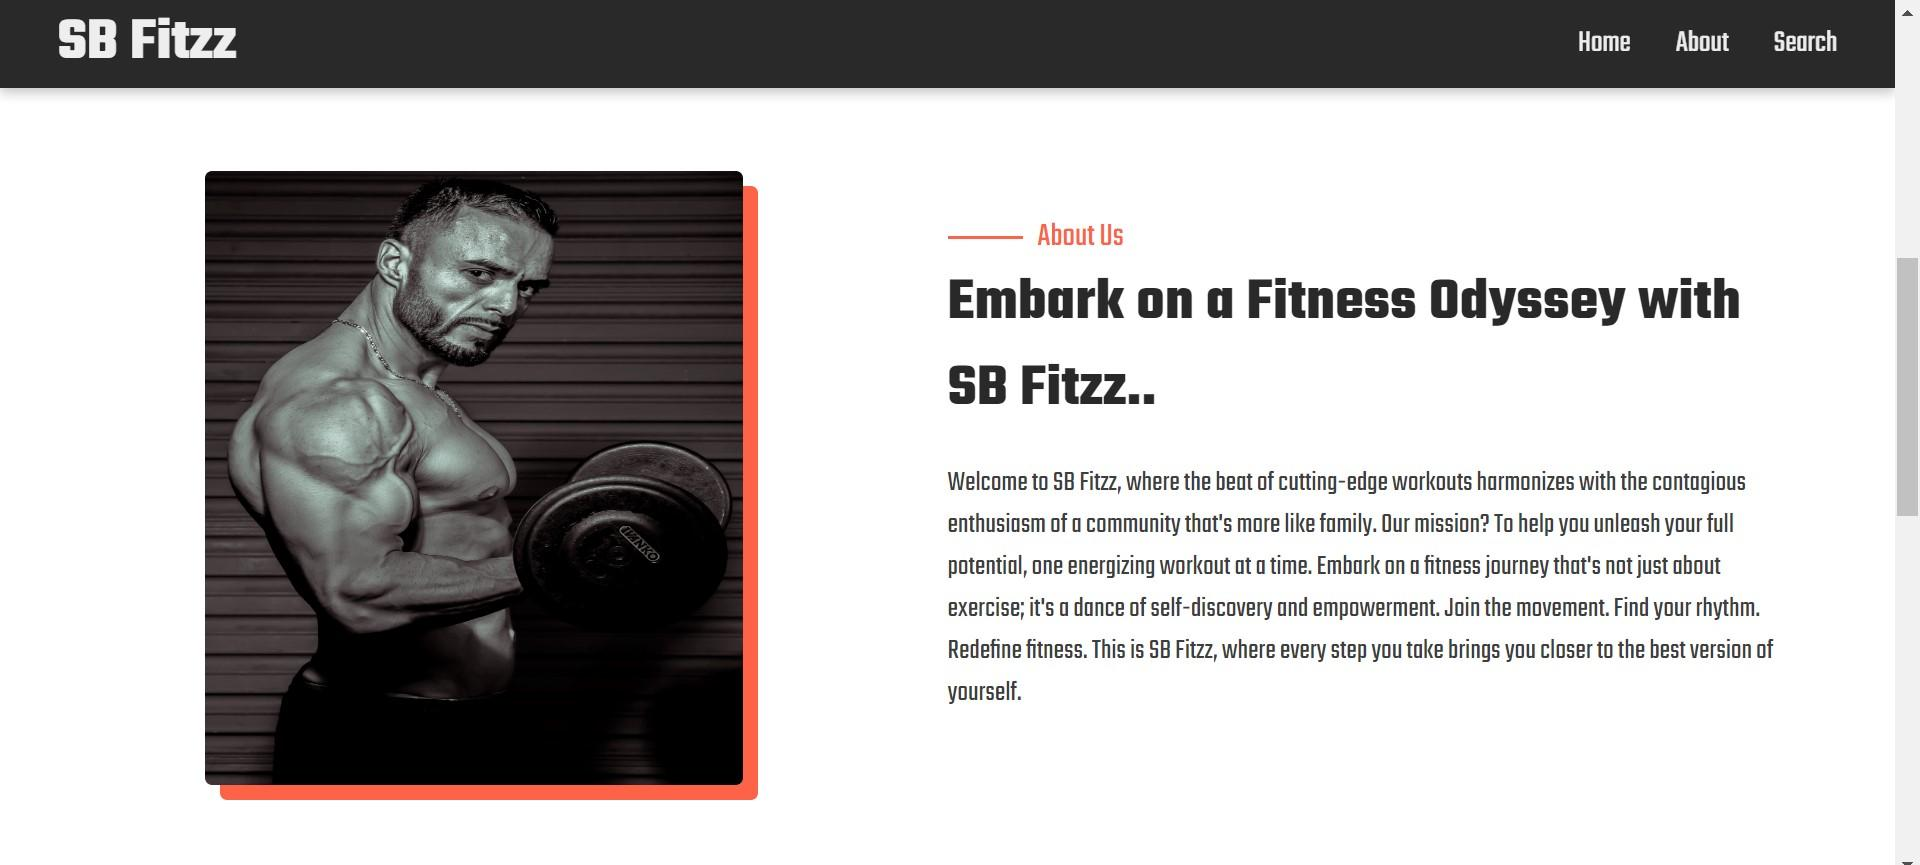 SB Fitzz
Home About Search
About Us
Embark on a Fitness Odyssey with
SB Fitzz..
Welcome to SB Fitzz, where the beat of cutting-edge workouts harmonizes with the contagious
enthusiasm of a community that's more like family. Our mission? To help you unleash your full
potential, one energizing workout at a time. Embark on a fitness journey that's not just about
exercise; it's a dance of self-discovery and empowerment. Join the movement. Find your rhythm.
Redefine fitness. This is SB Fitzz, where every step you take brings you closer to the best version of
yourself.
IVANKO